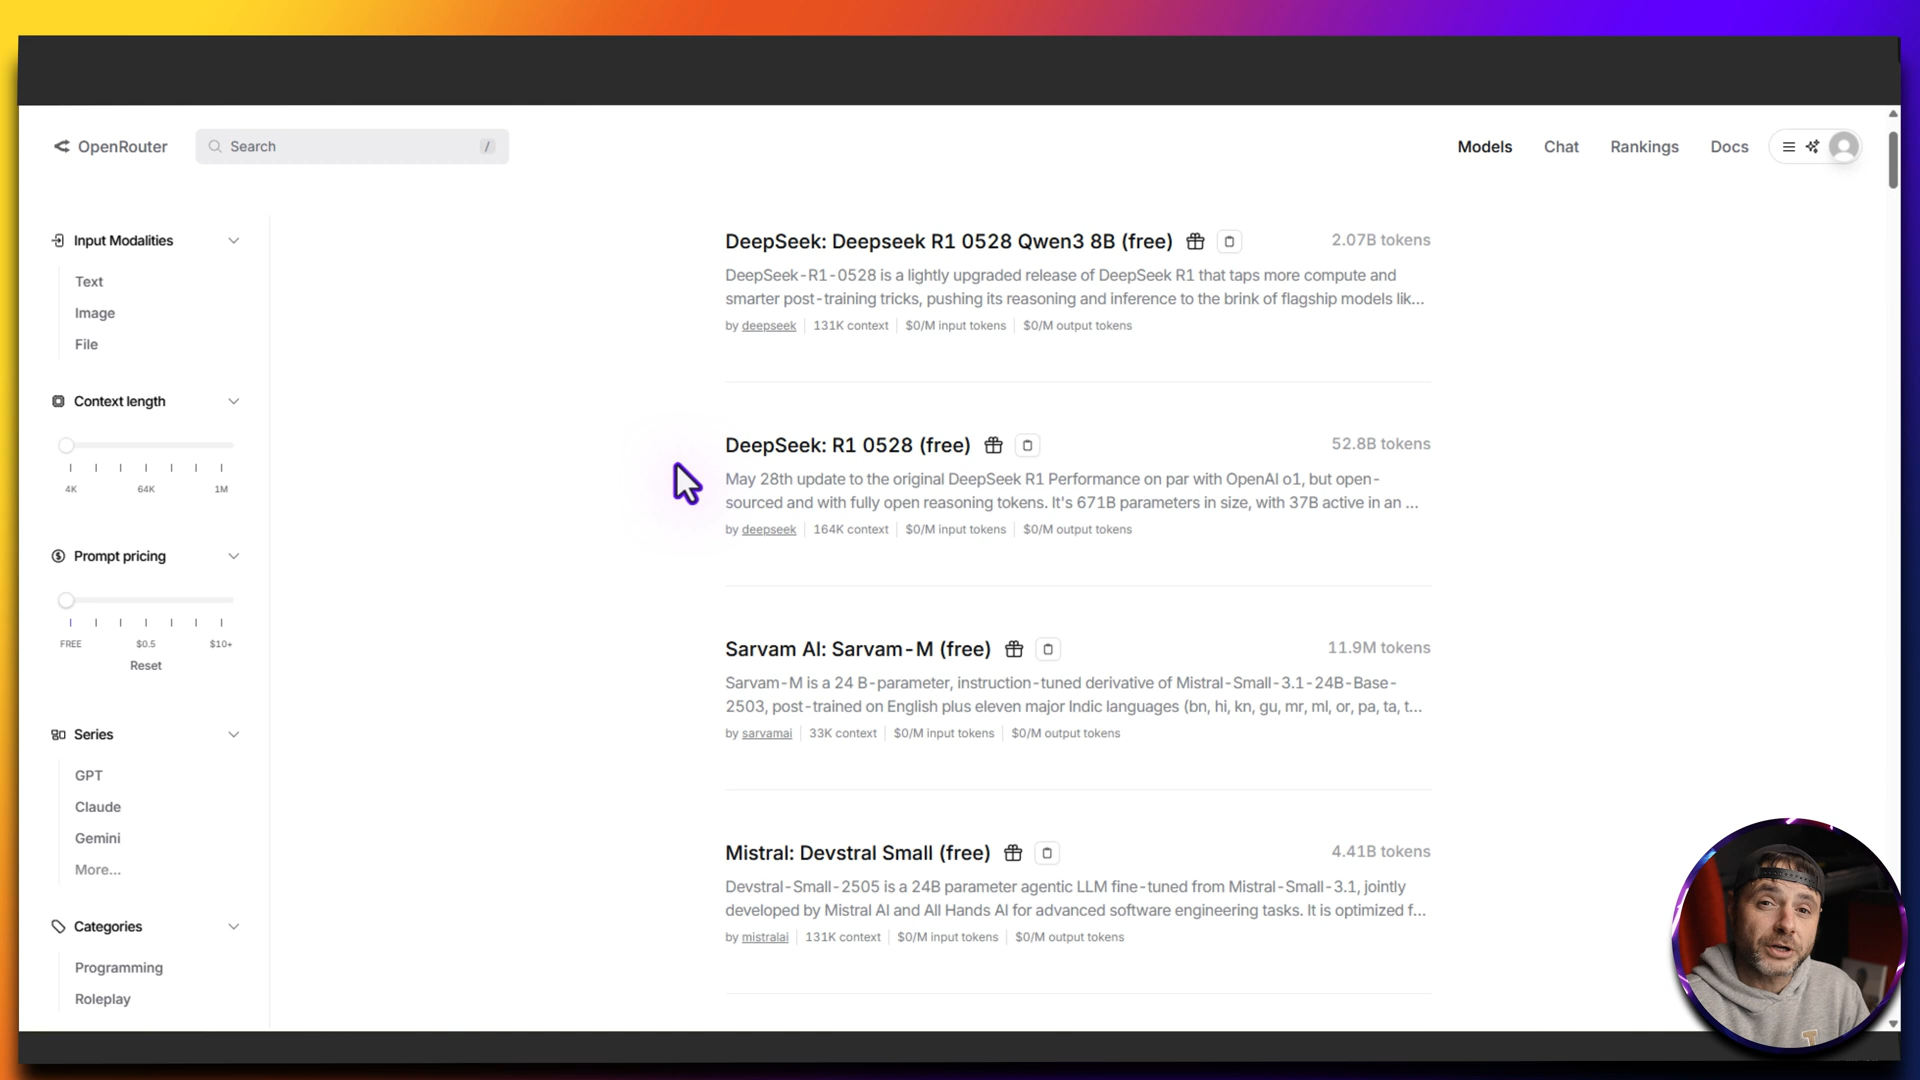 OpenRouter
Search
/
Models
Chat
Rankings
Docs
Input Modalities
Text
Image
File
Context length
4K
64K
1M
Prompt pricing
FREE
$0.5
$10+
Reset
Series
GPT
Claude
Gemini
More...
Categories
Programming
Roleplay
DeepSeek: Deepseek R1 0528 Qwen3 8B (free)
2.07B tokens
DeepSeek-R1-0528 is a lightly upgraded release of DeepSeek R1 that taps more compute and
smarter post-training tricks, pushing its reasoning and inference to the brink of flagship models lik...
by deepseek
131K context
$0/M input tokens
$0/M output tokens
DeepSeek: R1 0528 (free)
52.8B tokens
May 28th update to the original DeepSeek R1 Performance on par with OpenAI o1, but open-
sourced and with fully open reasoning tokens. It's 671B parameters in size, with 37B active in an ...
by deepseek
164K context
$0/M input tokens
$0/M output tokens
Sarvam AI: Sarvam-M (free)
11.9M tokens
Sarvam-M is a 24 B-parameter, instruction-tuned derivative of Mistral-Small-3.1-24B-Base-
2503, post-trained on English plus eleven major Indic languages (bn, hi, kn, gu, mr, ml, or, pa, ta, t...
by sarvamai
33K context
$0/M input tokens
$0/M output tokens
Mistral: Devstral Small (free)
4.41B tokens
Devstral-Small-2505 is a 24B parameter agentic LLM fine-tuned from Mistral-Small-3.1, jointly
developed by Mistral AI and All Hands AI for advanced software engineering tasks. It is optimized f...
by mistralai
131K context
$0/M input tokens
$0/M output tokens